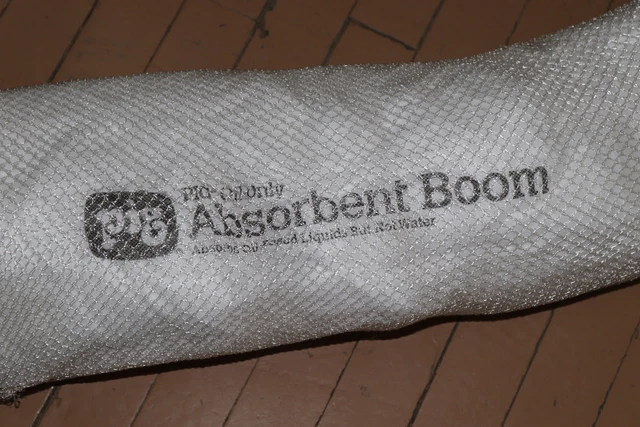 pig
PIG® Oil-Only
Absorbent Boom
Absorbs Oil-Based Liquids But Not Water